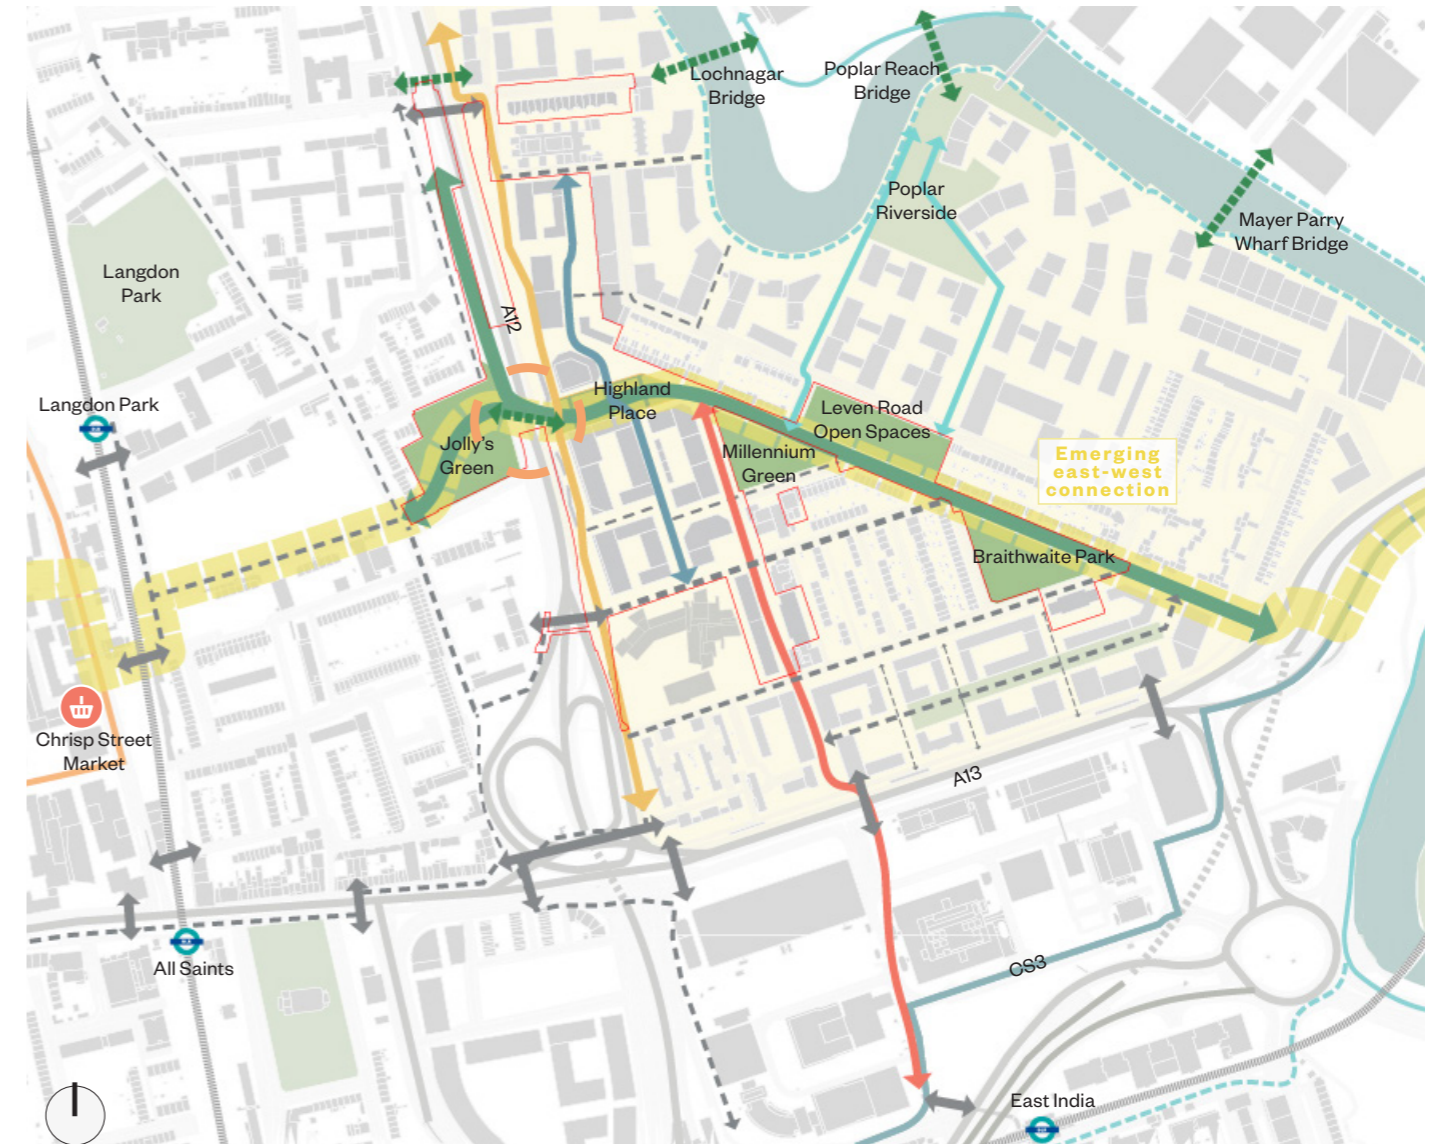 Lochnagar
Bridge
Poplar Reach
Bridge
Poplar
Riverside
Mayer Parry
Wharf Bridge
Langdon
Park
A12
Langdon Park
Highland
Place
Leven Road
Open Spaces
Jolly's
Green
Millennium
Green
Emerging
east-west
connection
Braithwaite Park
Chrisp Street
Market
A13
All Saints
CS3
East India